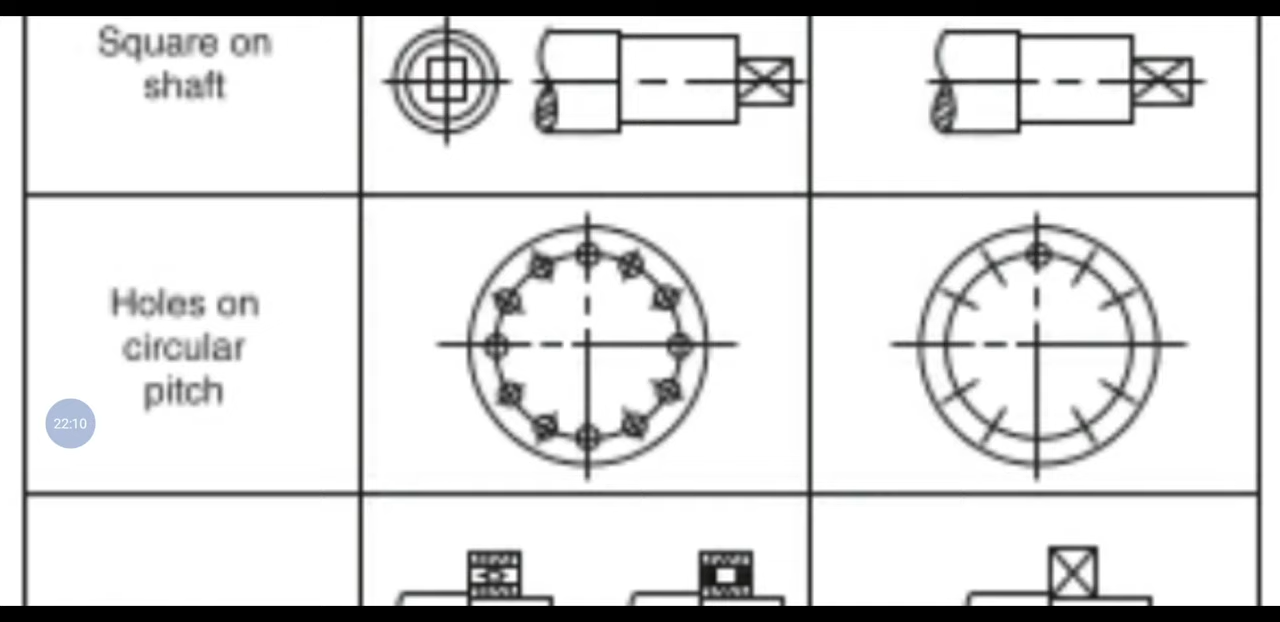 Square on
shaft
Holes on
circular
pitch
22:10